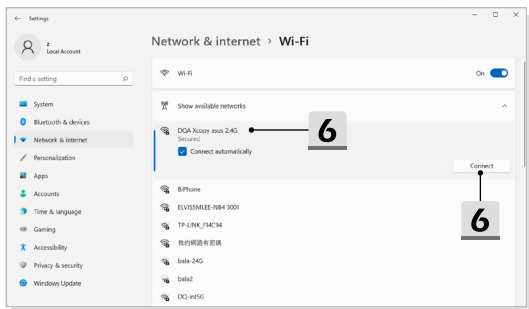 Settings
z
Local Account
Find a setting
System
Bluetooth & devices
Network & internet
Personalization
Apps
Accounts
Time & language
Gaming
Accessibility
Privacy & security
Windows Update
Network & internet > Wi-Fi
Wi-Fi
On
Show available networks
DQA Xcopy asus 2.4G
Secured
Connect automatically
6
Connect
6
BiPhone
ELVISSMLEE-NB4 3001
TP-LINK_F14C94
我的網路有密碼
bala-24G
bala2
DQ-int5G